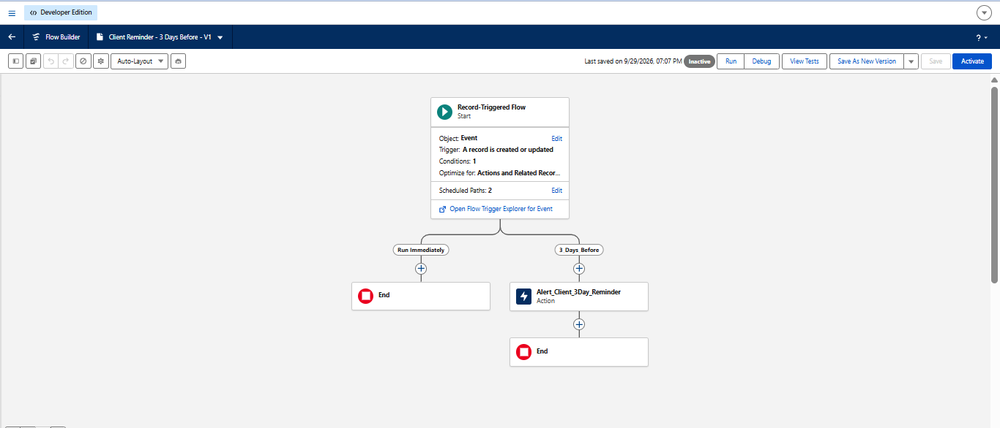 Developer Edition
Flow Builder
Client Reminder - 3 Days Before - V1
?
Auto-Layout
Last saved on 9/29/2026, 07:07 PM
Inactive
Run
Debug
View Tests
Save As New Version
Save
Activate
Record-Triggered Flow
Start
Object: Event
Edit
Trigger: A record is created or updated
Conditions: 1
Optimize for: Actions and Related Recor...
Scheduled Paths: 2
Edit
Open Flow Trigger Explorer for Event
Run Immediately
3_Days_Before
End
Alert_Client_3Day_Reminder
Action
End